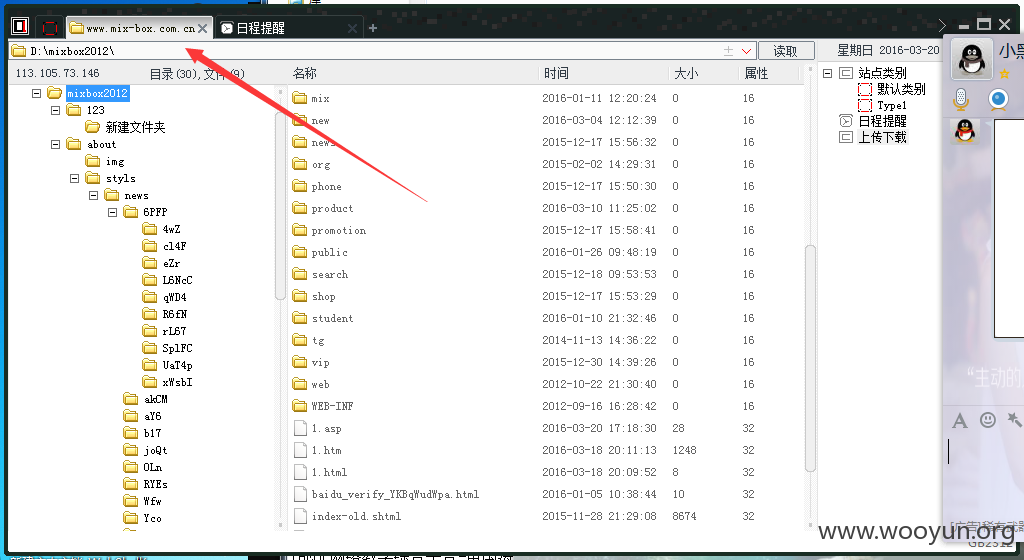 www.mix-box.com.cn
日程提醒
D:\mixbox2012\
读取
星期日 2016-03-20
113.105.73.146
目录(30),文件(9)
名称
时间
大小
属性
mixbox2012
123
新建文件夹
about
img
styls
news
6PFP
4wZ
cl4F
eZr
L6NcC
qWD4
R6fN
rL67
SplFC
UaT4p
xWsbI
akCM
aY6
b17
joQt
OLn
RYEs
Wfw
Yco
mix 2016-01-11 12:20:24 0 16
new 2016-03-04 12:12:39 0 16
news 2015-12-17 15:56:32 0 16
org 2015-02-02 14:29:31 0 16
phone 2015-12-17 15:50:30 0 16
product 2016-03-10 11:25:02 0 16
promotion 2015-12-17 15:58:41 0 16
public 2016-01-26 09:48:19 0 16
search 2015-12-18 09:53:53 0 16
shop 2015-12-17 15:53:29 0 16
student 2016-01-10 21:32:46 0 16
tg 2014-11-13 14:36:22 0 16
vip 2015-12-30 14:39:26 0 16
web 2012-10-22 21:30:40 0 16
WEB-INF 2012-09-16 16:28:42 0 16
1.asp 2016-03-20 17:18:30 28 32
1.htm 2016-03-18 20:11:13 1248 32
1.html 2016-03-18 20:09:52 8 32
baidu_verify_YKBqWudWpa.html 2016-01-05 10:38:44 10 32
index-old.shtml 2015-11-28 21:29:08 8674 32
站点类别
默认类别
Type1
日程提醒
上传下载
小黑
“生动的
www.wooyun.org
GB2312